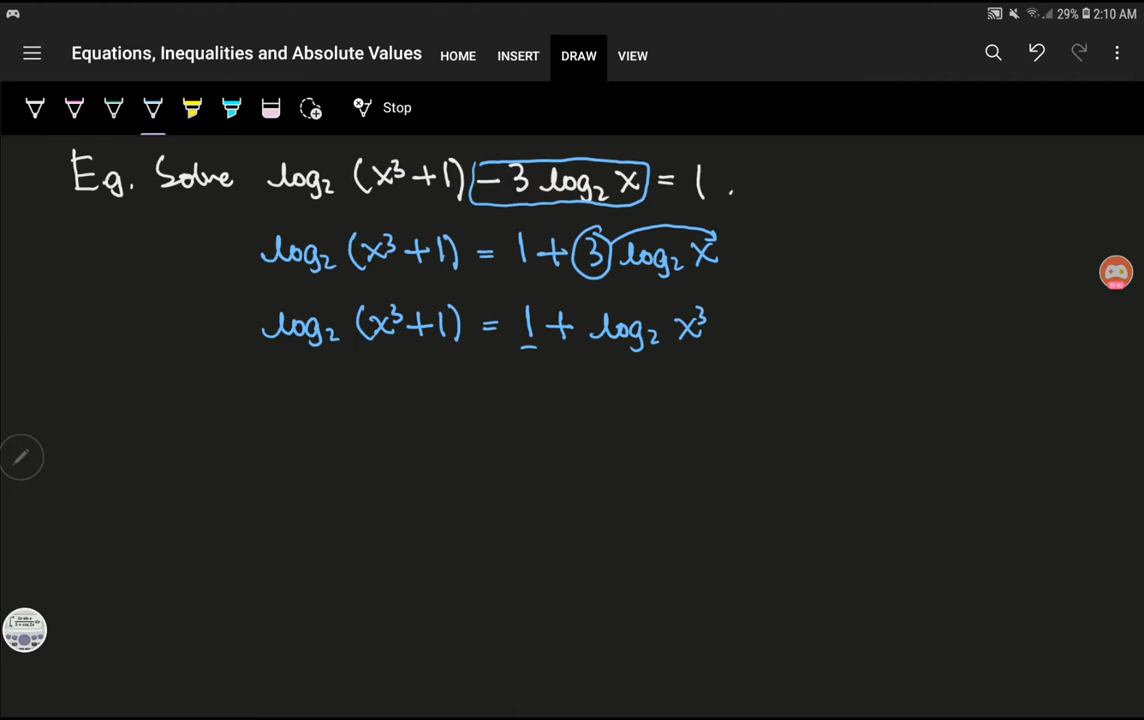 29% 2:10 AM
Equations, Inequalities and Absolute Values HOME INSERT DRAW VIEW
Stop
Eg. Solve log₂ (x³+1) − 3 log₂ x = 1 .
log₂ (x³+1) = 1 + 3 log₂ x
log₂ (x³+1) = 1 + log₂ x³